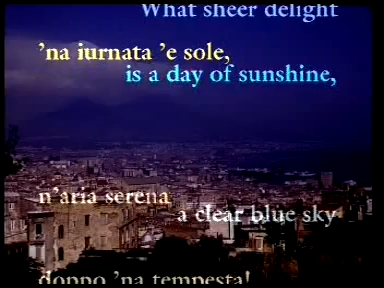 What sheer delight
'na iurnata 'e sole,
is a day of sunshine,
n'aria serena
a clear blue sky
doppo 'na tempesta!